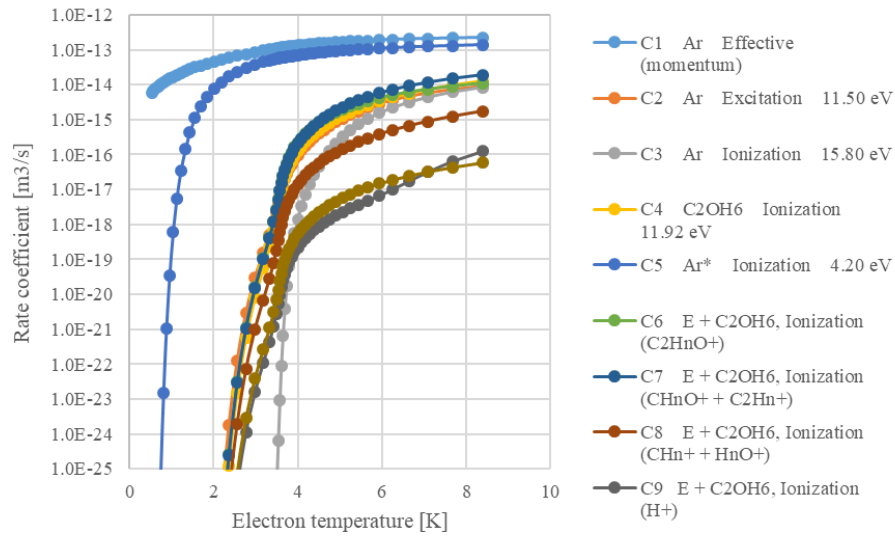 1.0E-12
1.0E-13
1.0E-14
1.0E-15
1.0E-16
1.0E-17
1.0E-18
1.0E-19
1.0E-20
1.0E-21
1.0E-22
1.0E-23
1.0E-24
1.0E-25
Rate coefficient [m3/s]
0 2 4 6 8 10
Electron temperature [K]
C1 Ar Effective
(momentum)
C2 Ar Excitation 11.50 eV
C3 Ar Ionization 15.80 eV
C4 C2OH6 Ionization
11.92 eV
C5 Ar* Ionization 4.20 eV
C6 E + C2OH6, Ionization
(C2HnO+)
C7 E + C2OH6, Ionization
(CHnO+ + C2Hn+)
C8 E + C2OH6, Ionization
(CHn+ + HnO+)
C9 E + C2OH6, Ionization
(H+)